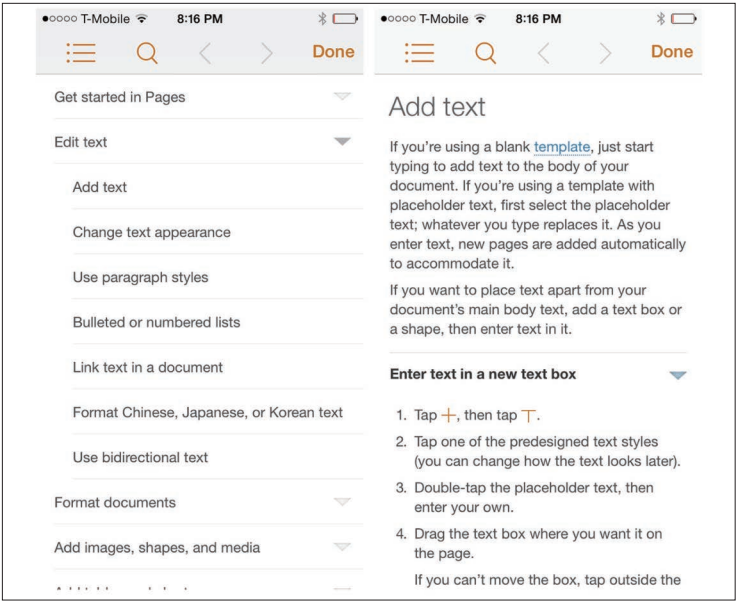 T-Mobile 8:16 PM
Done
Get started in Pages
Edit text
Add text
Change text appearance
Use paragraph styles
Bulleted or numbered lists
Link text in a document
Format Chinese, Japanese, or Korean text
Use bidirectional text
Format documents
Add images, shapes, and media
T-Mobile 8:16 PM
Done
Add text
If you’re using a blank template, just start
typing to add text to the body of your
document. If you’re using a template with
placeholder text, first select the placeholder
text; whatever you type replaces it. As you
enter text, new pages are added automatically
to accommodate it.
If you want to place text apart from your
document’s main body text, add a text box or
a shape, then enter text in it.
Enter text in a new text box
1. Tap , then tap .
2. Tap one of the predesigned text styles
(you can change how the text looks later).
3. Double-tap the placeholder text, then
enter your own.
4. Drag the text box where you want it on
the page.
If you can’t move the box, tap outside the